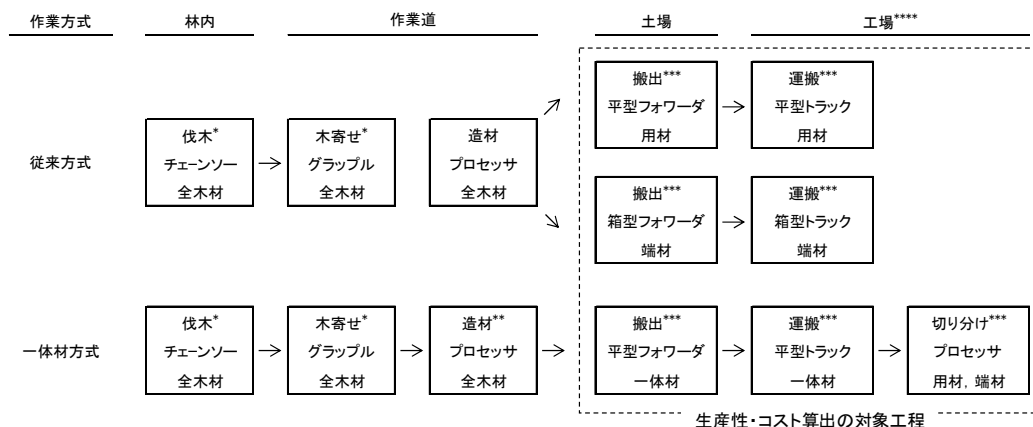 作業方式 林内 作業道 土場 工場****
従来方式
伐木*
チェーンソー
全木材
木寄せ*
グラップル
全木材
造材
プロセッサ
全木材
搬出***
平型フォワーダ
用材
運搬***
平型トラック
用材
搬出***
箱型フォワーダ
端材
運搬***
箱型トラック
端材
一体材方式
伐木*
チェーンソー
全木材
木寄せ*
グラップル
全木材
造材**
プロセッサ
全木材
搬出***
平型フォワーダ
一体材
運搬***
平型トラック
一体材
切り分け***
プロセッサ
用材, 端材
生産性・コスト算出の対象工程